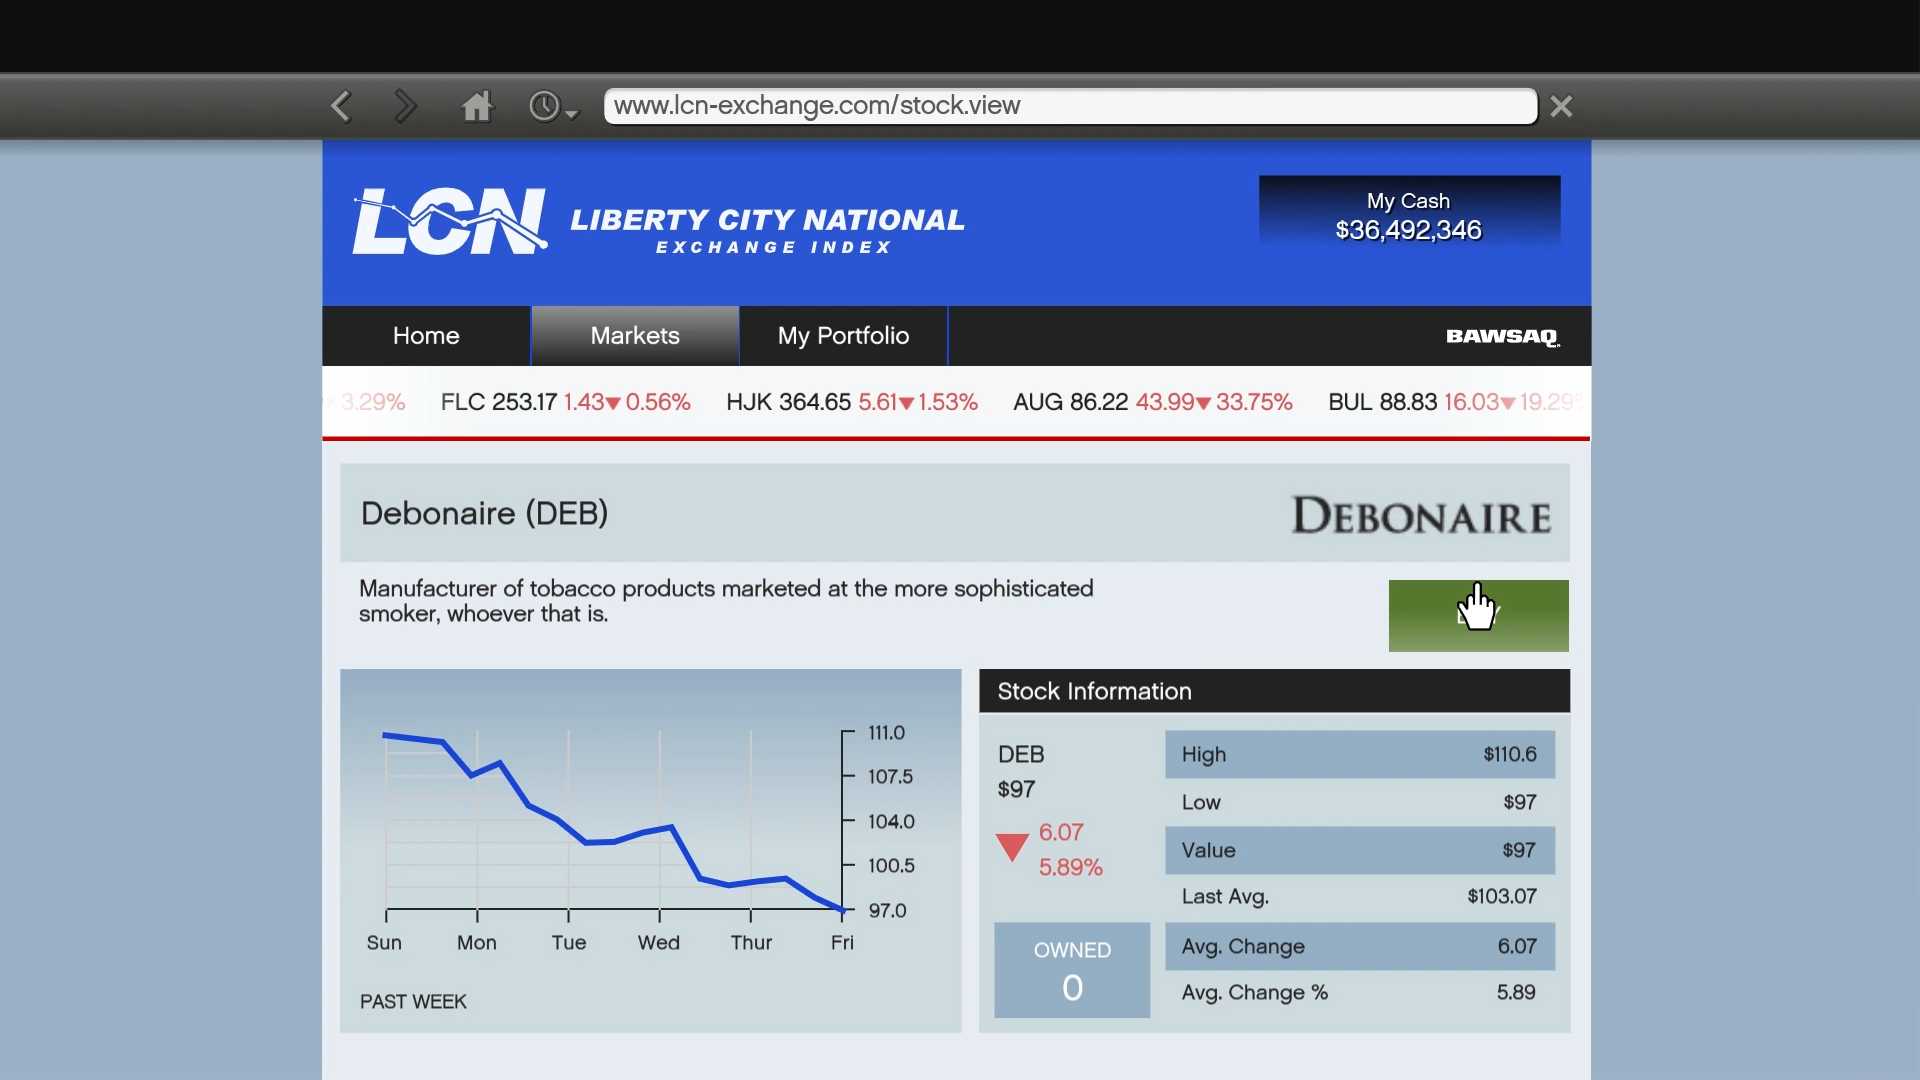 www.lcn-exchange.com/stock.view
LCN
LIBERTY CITY NATIONAL
EXCHANGE INDEX
My Cash
$36,492,346
Home
Markets
My Portfolio
BAWSAQ
3.29% FLC 253.17 1.43▼0.56% HJK 364.65 5.61▼1.53% AUG 86.22 43.99▼33.75% BUL 88.83 16.03▼19.29%
Debonaire (DEB)
DEBONAIRE
Manufacturer of tobacco products marketed at the more sophisticated
smoker, whoever that is.
111.0
107.5
104.0
100.5
97.0
Sun Mon Tue Wed Thur Fri
PAST WEEK
Stock Information
DEB
$97
6.07
5.89%
OWNED
0
High $110.6
Low $97
Value $97
Last Avg. $103.07
Avg. Change 6.07
Avg. Change % 5.89